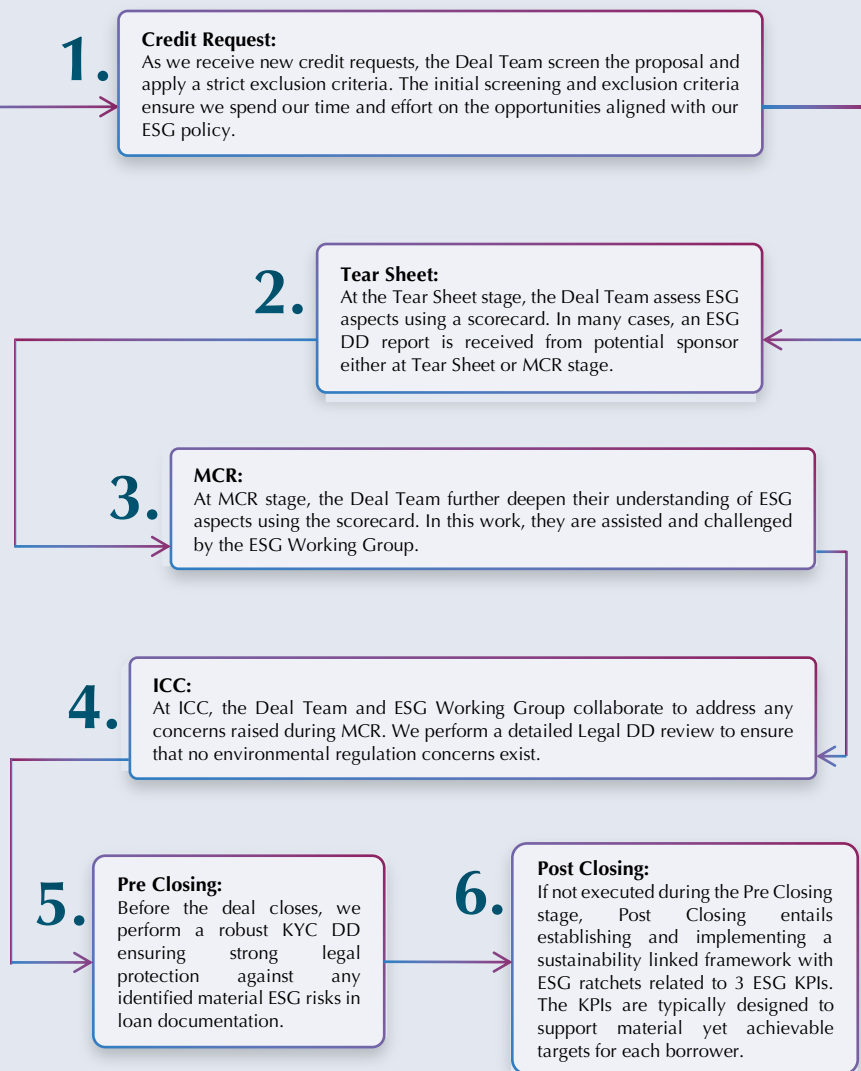 1.
Credit Request:
As we receive new credit requests, the Deal Team screen the proposal and
apply a strict exclusion criteria. The initial screening and exclusion criteria
ensure we spend our time and effort on the opportunities aligned with our
ESG policy.
2.
Tear Sheet:
At the Tear Sheet stage, the Deal Team assess ESG
aspects using a scorecard. In many cases, an ESG
DD report is received from potential sponsor
either at Tear Sheet or MCR stage.
3.
MCR:
At MCR stage, the Deal Team further deepen their understanding of ESG
aspects using the scorecard. In this work, they are assisted and challenged
by the ESG Working Group.
4.
ICC:
At ICC, the Deal Team and ESG Working Group collaborate to address any
concerns raised during MCR. We perform a detailed Legal DD review to ensure
that no environmental regulation concerns exist.
5.
Pre Closing:
Before the deal closes, we
perform a robust KYC DD
ensuring strong legal
protection against any
identified material ESG risks in
loan documentation.
6.
Post Closing:
If not executed during the Pre Closing
stage, Post Closing entails
establishing and implementing a
sustainability linked framework with
ESG ratchets related to 3 ESG KPIs.
The KPIs are typically designed to
support material yet achievable
targets for each borrower.